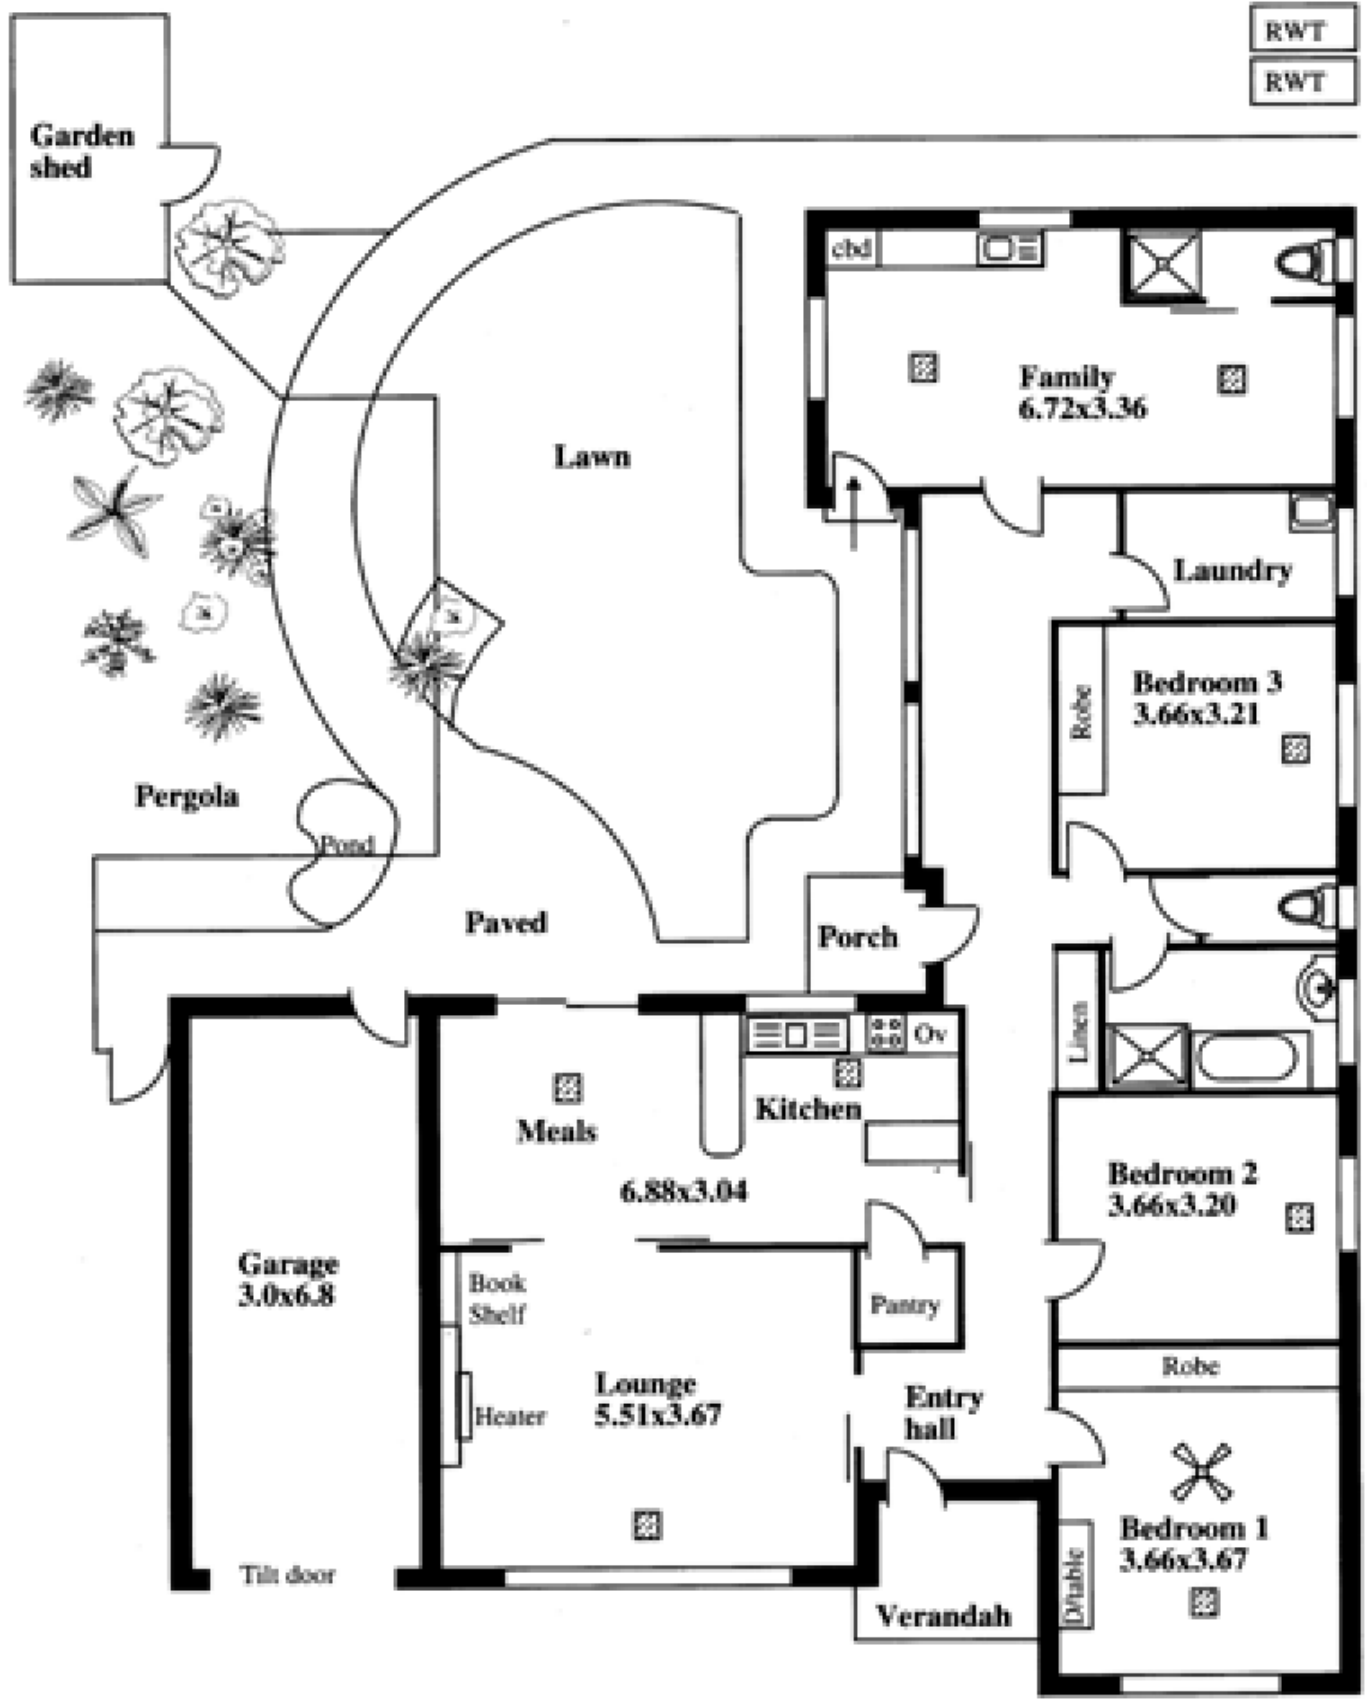 RWT
RWT
Garden
shed
cbd
Family
6.72x3.36
Lawn
Laundry
Bedroom 3
3.66x3.21
Robe
Pergola
Pond
Paved
Porch
Linen
Ov
Kitchen
Meals
6.88x3.04
Bedroom 2
3.66x3.20
Garage
3.0x6.8
Book
Shelf
Pantry
Robe
Lounge
5.51x3.67
Heater
Entry
hall
Bedroom 1
3.66x3.67
D/table
Tilt door
Verandah